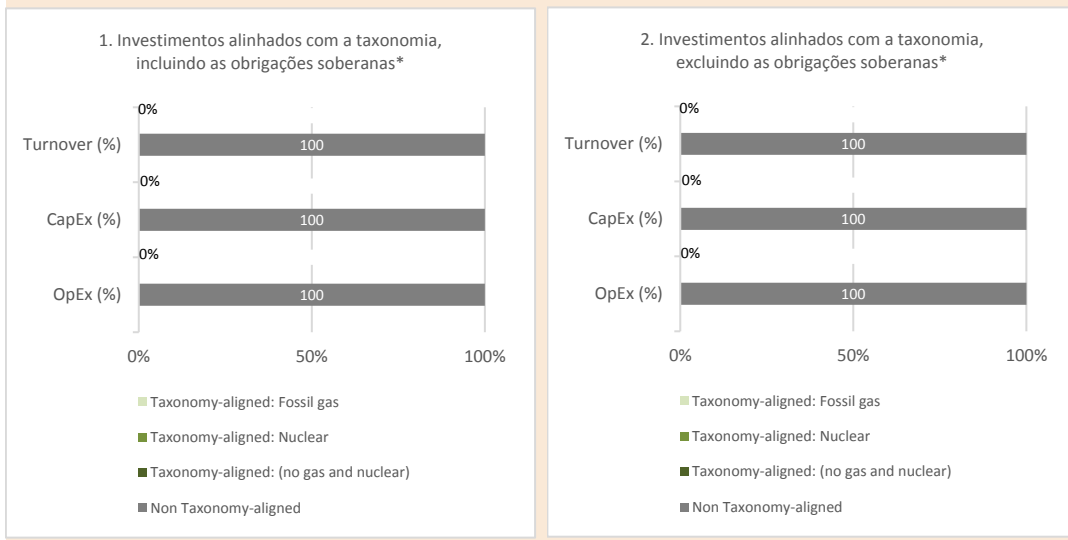 1. Investimentos alinhados com a taxonomia,
incluindo as obrigações soberanas*
0%
Turnover (%)
100
0%
CapEx (%)
100
0%
OpEx (%)
100
0%
50%
100%
Taxonomy-aligned: Fossil gas
Taxonomy-aligned: Nuclear
Taxonomy-aligned: (no gas and nuclear)
Non Taxonomy-aligned
2. Investimentos alinhados com a taxonomia,
excluindo as obrigações soberanas*
0%
Turnover (%)
100
0%
CapEx (%)
100
0%
OpEx (%)
100
0%
50%
100%
Taxonomy-aligned: Fossil gas
Taxonomy-aligned: Nuclear
Taxonomy-aligned: (no gas and nuclear)
Non Taxonomy-aligned